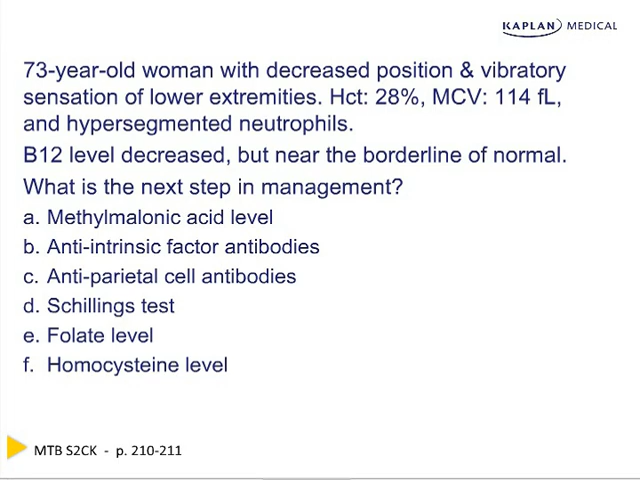 KAPLAN MEDICAL
73-year-old woman with decreased position & vibratory
sensation of lower extremities. Hct: 28%, MCV: 114 fL,
and hypersegmented neutrophils.
B12 level decreased, but near the borderline of normal.
What is the next step in management?
a. Methylmalonic acid level
b. Anti-intrinsic factor antibodies
c. Anti-parietal cell antibodies
d. Schillings test
e. Folate level
f. Homocysteine level
MTB S2CK - p. 210-211